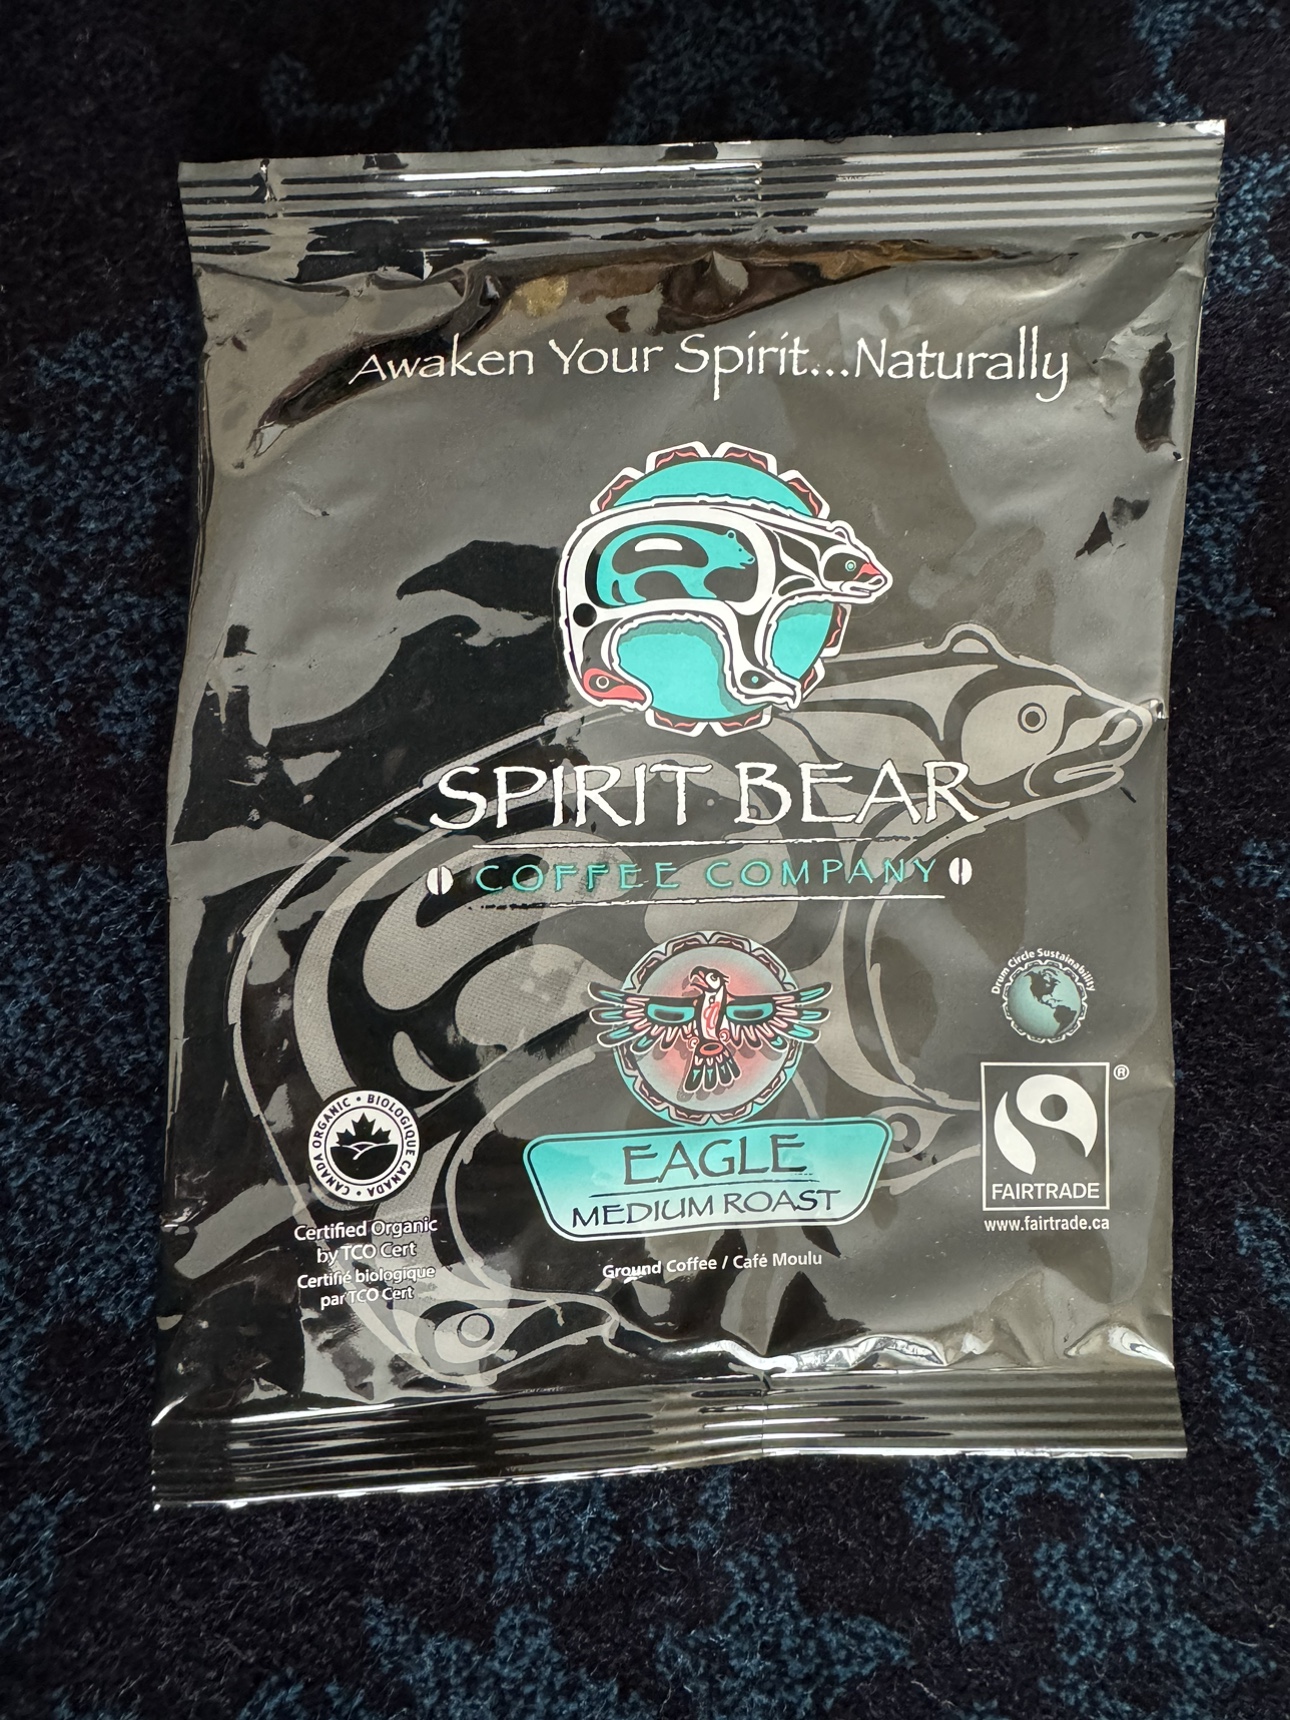 Awaken Your Spirit...Naturally
SPIRIT BEAR
COFFEE COMPANY
Drum Circle Sustainability
CANADA ORGANIC • BIOLOGIQUE CANADA •
EAGLE
MEDIUM ROAST
®
FAIRTRADE
www.fairtrade.ca
Certified Organic
by TCO Cert
Certifié biologique
par TCO Cert
Ground Coffee / Café Moulu